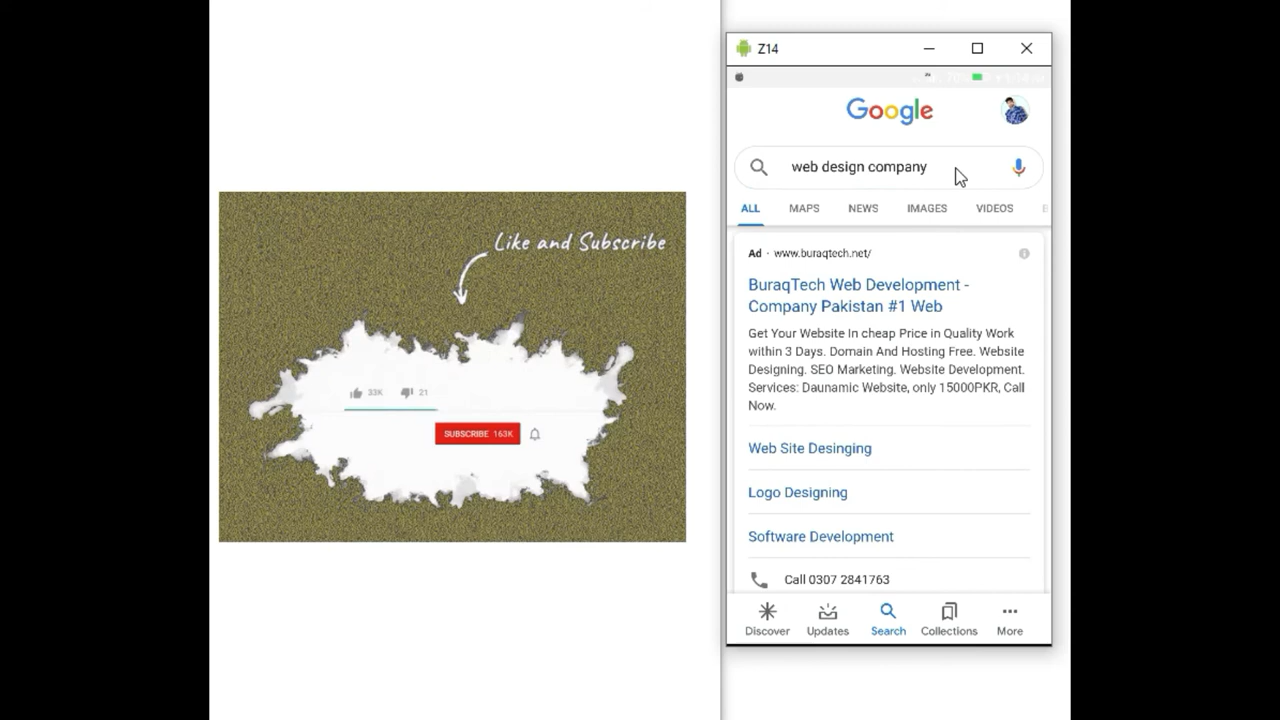 Like and Subscribe
33K 21
SUBSCRIBE 163K
Z14
Google
web design company
ALL MAPS NEWS IMAGES VIDEOS
Ad · www.buraqtech.net/
BuraqTech Web Development -
Company Pakistan #1 Web
Get Your Website In cheap Price in Quality Work
within 3 Days. Domain And Hosting Free. Website
Designing. SEO Marketing. Website Development.
Services: Daunamic Website, only 15000PKR, Call
Now.
Web Site Desinging
Logo Designing
Software Development
Call 0307 2841763
Discover Updates Search Collections More